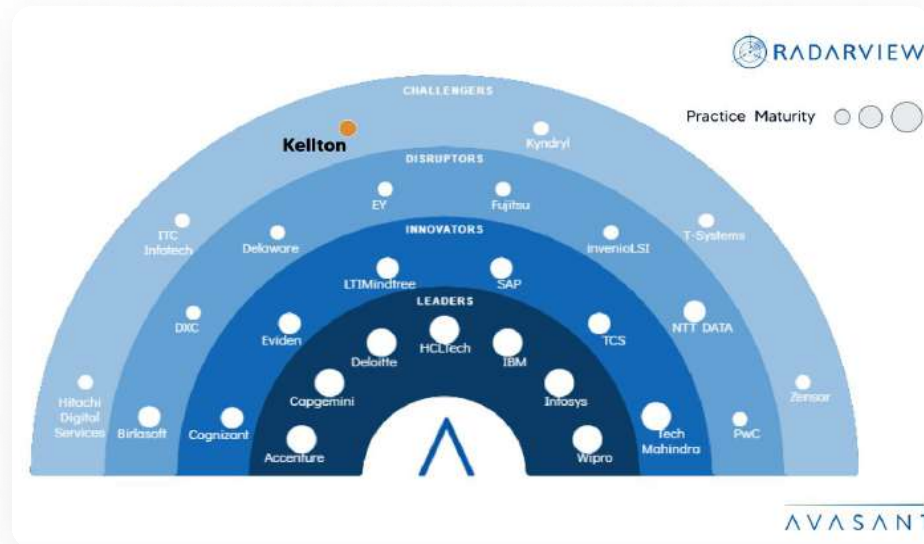 RADARVIEW
Practice Maturity
CHALLENGERS
Kellton
Kyndryl
ITC
Infotech
T-Systems
Hitachi
Digital
Services
Zensar
DISRUPTORS
EY
Fujitsu
Delaware
invenioLSI
DXC
NTT DATA
Birlasoft
PwC
INNOVATORS
LTIMindtree
SAP
Eviden
TCS
Cognizant
Tech
Mahindra
LEADERS
HCLTech
Deloitte
IBM
Capgemini
Infosys
Accenture
Wipro
AVASANT